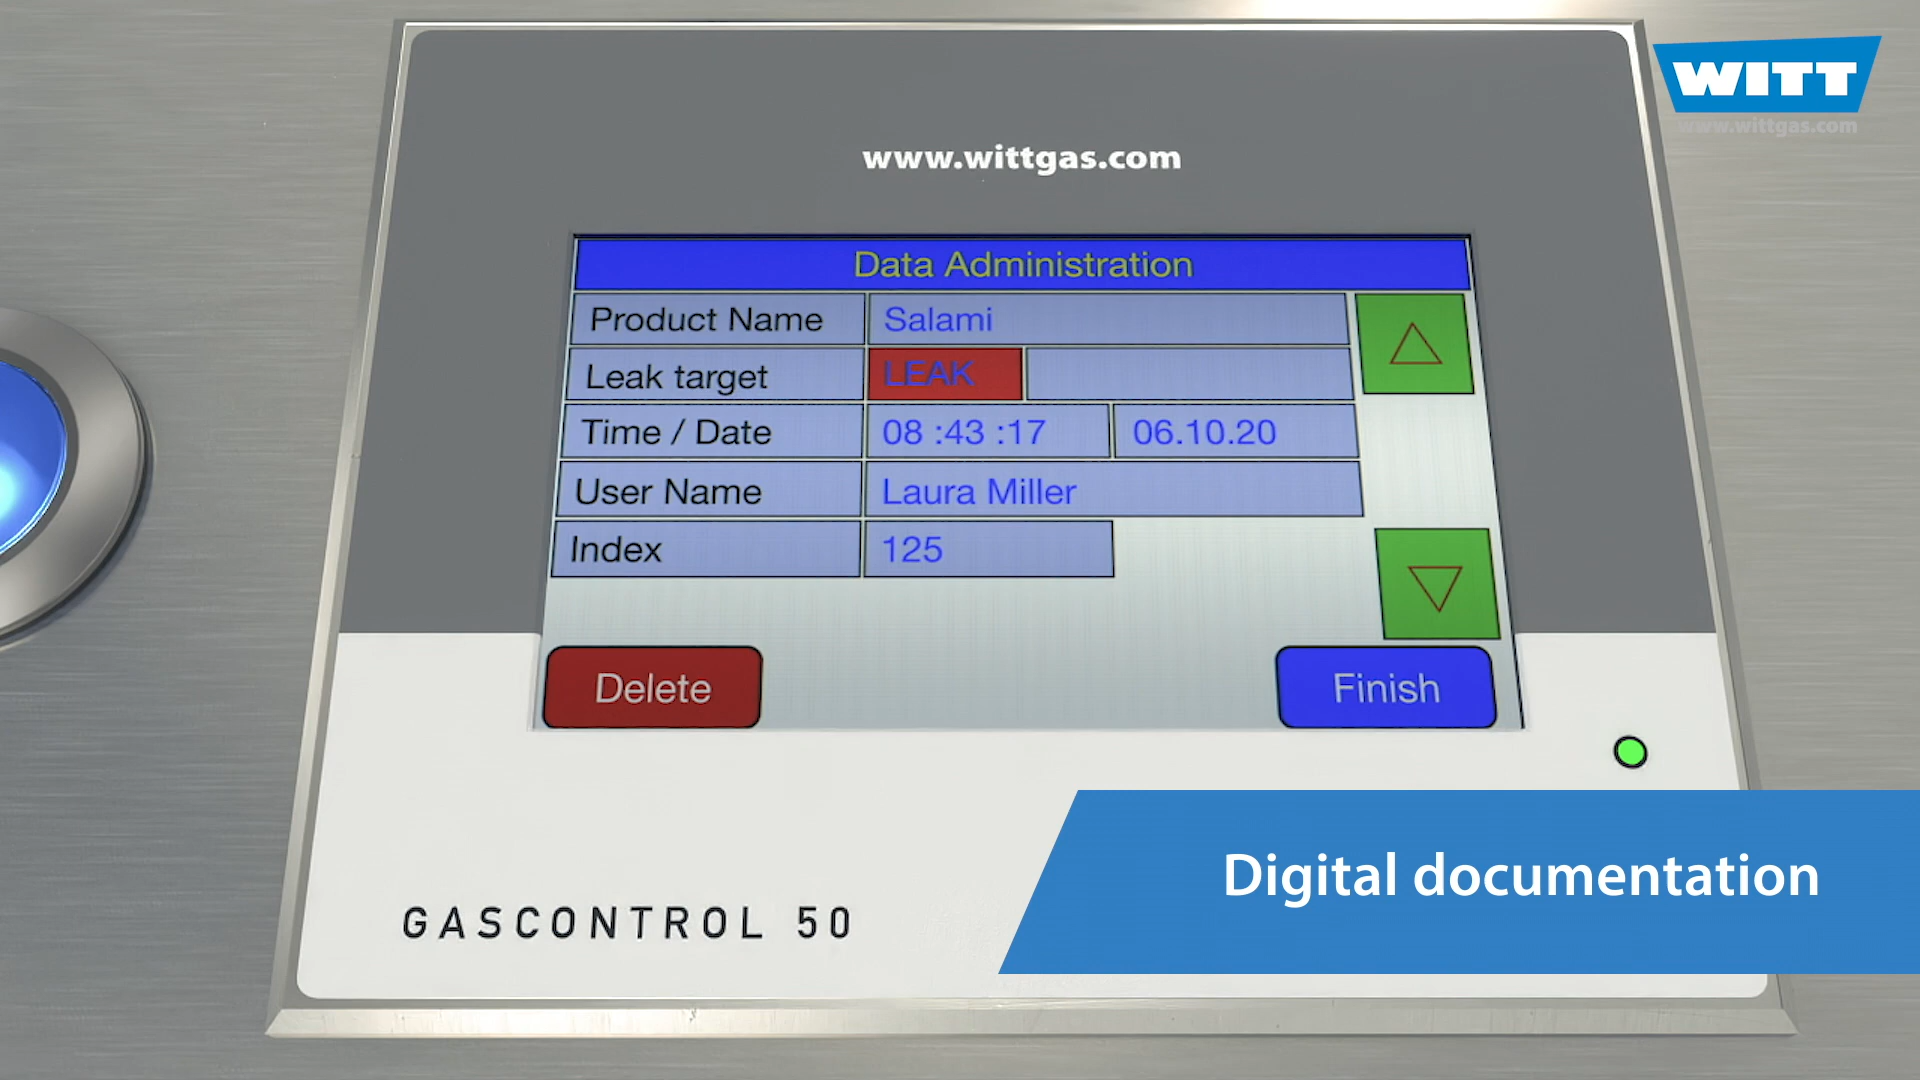 WITT
www.wittgas.com
www.wittgas.com
Data Administration
Product Name Salami
Leak target LEAK
Time / Date 08 :43 :17 06.10.20
User Name Laura Miller
Index 125
Delete Finish
Digital documentation
GASCONTROL 50